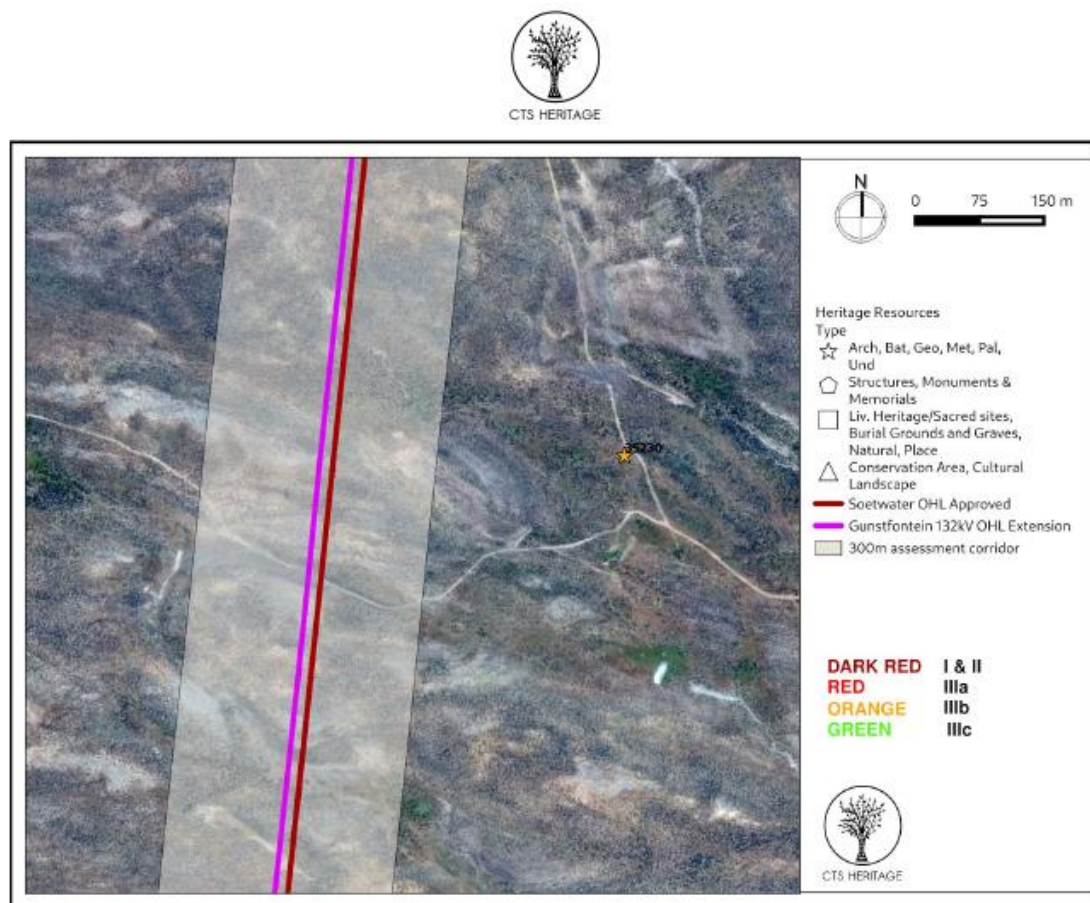 CTS HERITAGE
N
0 75 150 m
Heritage Resources
Type
Arch, Bat, Geo, Met, Pal,
Und
Structures, Monuments &
Memorials
Liv. Heritage/Sacred sites,
Burial Grounds and Graves,
Natural, Place
Conservation Area, Cultural
Landscape
Soetwater OHL Approved
Gunstfontein 132kV OHL Extension
300m assessment corridor
35230
DARK RED I & II
RED IIIa
ORANGE IIIb
GREEN IIIc
CTS HERITAGE